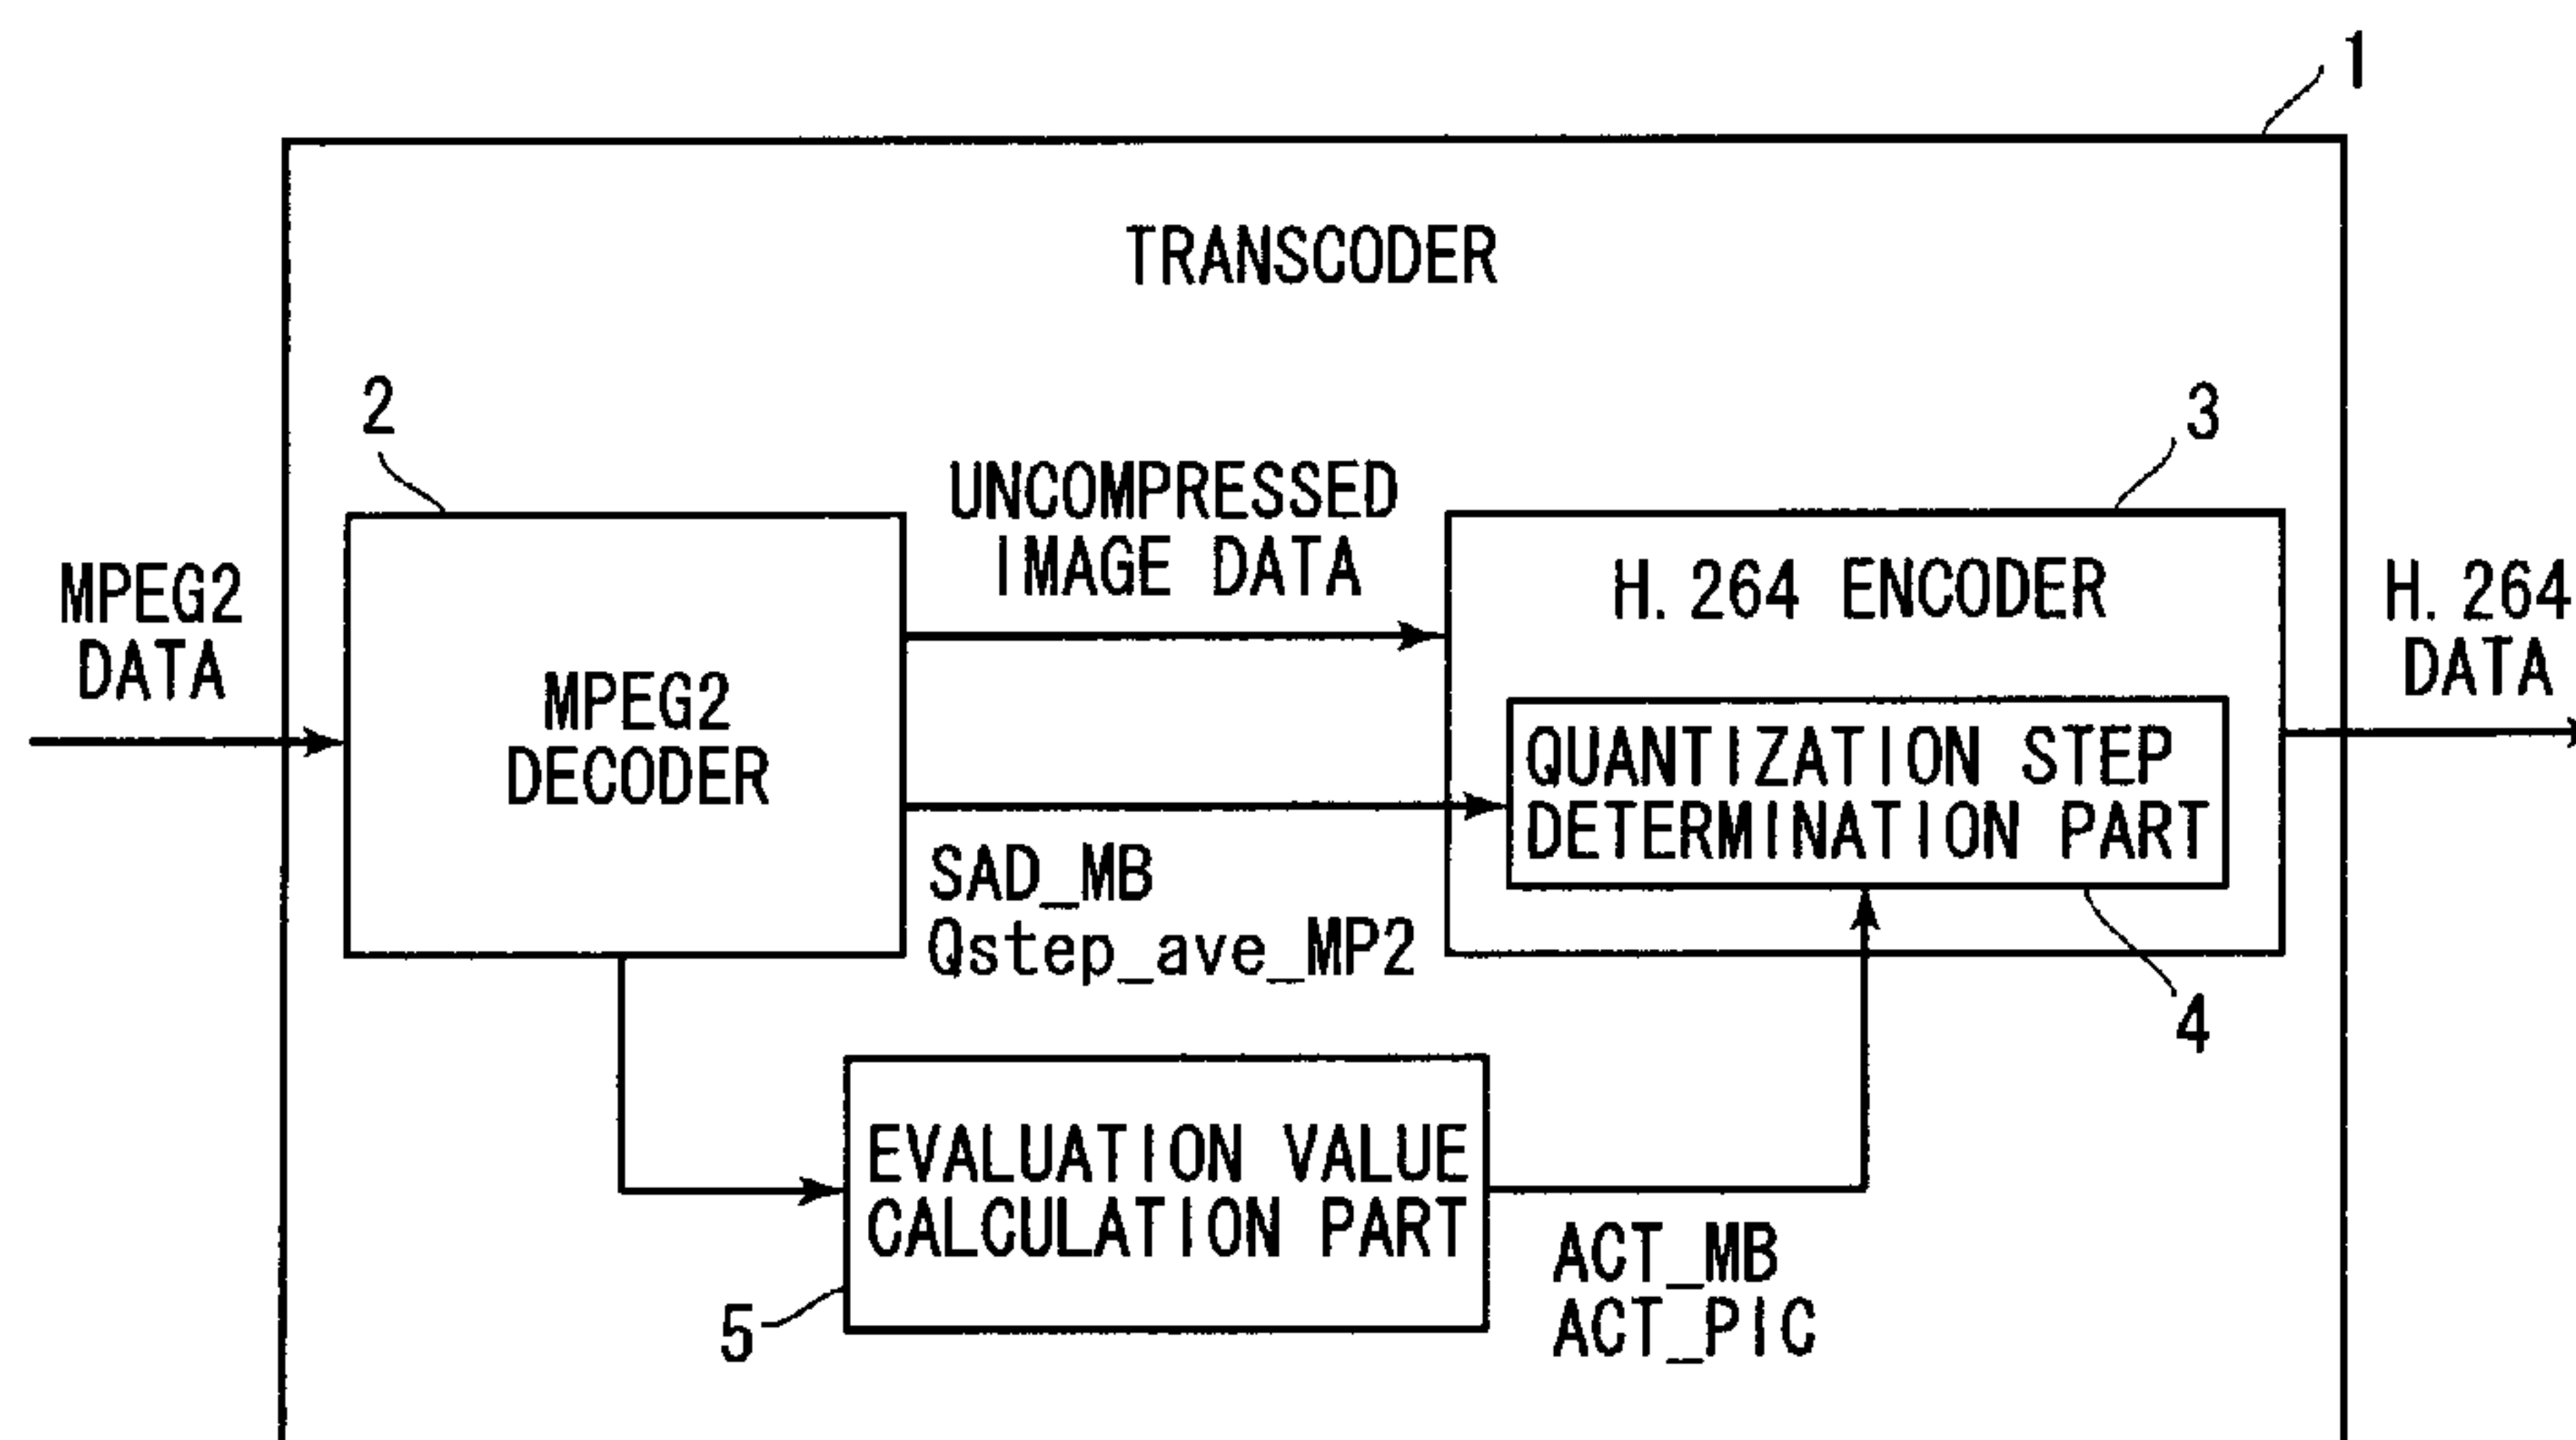 1
TRANSCODER
2
3
UNCOMPRESSED
IMAGE DATA
MPEG2
DATA
H.264 ENCODER
H.264
DATA
MPEG2
DECODER
QUANTIZATION STEP
DETERMINATION PART
SAD_MB
Qstep_ave_MP2
4
EVALUATION VALUE
CALCULATION PART
5
ACT_MB
ACT_PIC